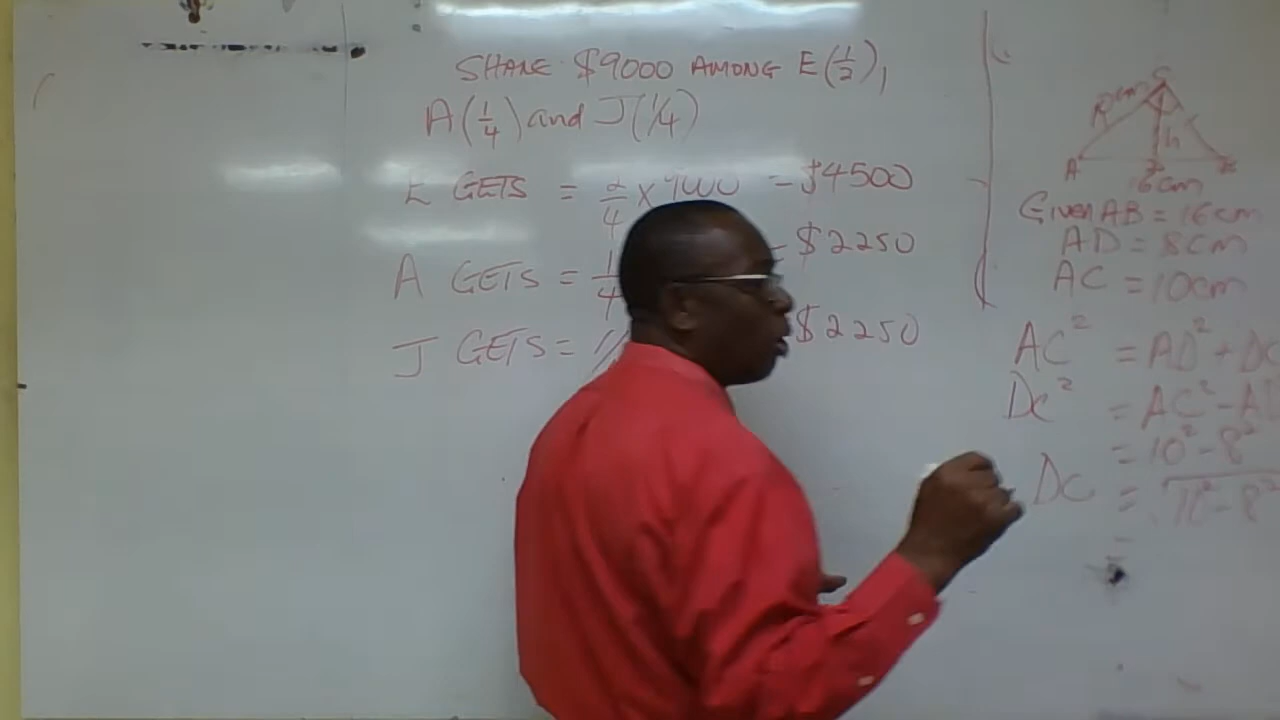 SHARE $9000 AMONG E(1/2),
A(1/4) and J(1/4)
E GETS = 2/4 x 9000 = $4500
A GETS = 1/4 = $2250
J GETS = $2250
C
10cm
h
A
16cm
Given AB = 16cm
AD = 8cm
AC = 10cm
AC² = AD² + DC
DC² = AC² - A
= 10² - 8²
DC = √10² - 8²
=